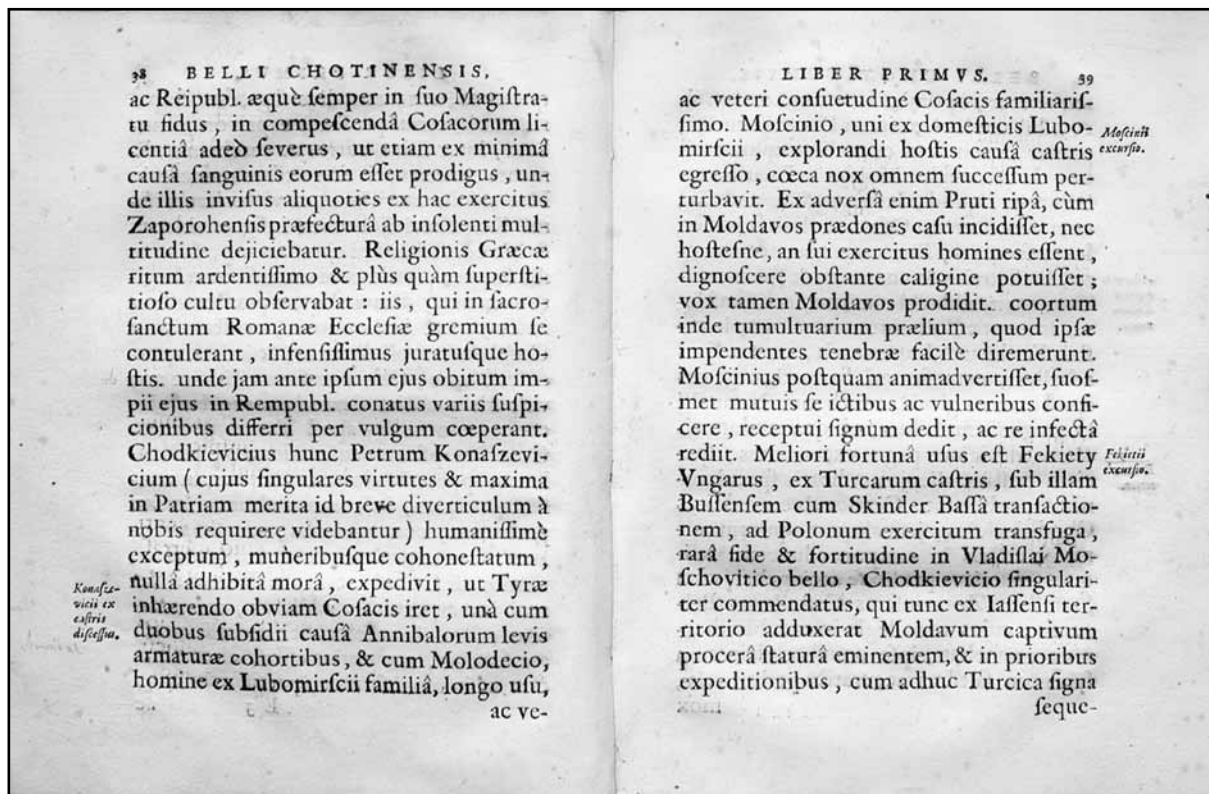 38 BELLI CHOTINENSIS,
ac Reipubl. æquè ſemper in ſuo Magiſtra-
tu fidus, in compeſcendâ Coſacorum li-
centiâ adeò ſeverus, ut etiam ex minimâ
cauſâ ſanguinis eorum eſſet prodigus, un-
de illis inviſus aliquoties ex hac exercitus
Zaporohenſis præfecturâ ab inſolenti mul-
titudine dejiciebatur. Religionis Græcæ
ritum ardentiſſimo & plùs quàm ſuperſti-
tioſo cultu obſervabat : iis, qui in ſacro-
ſanctum Romanæ Eccleſiæ gremium ſe
contulerant, infenſiſſimus juratuſque ho-
ſtis. unde jam ante ipſum ejus obitum im-
pii ejus in Rempubl. conatus variis ſuſpi-
cionibus differri per vulgum cœperant.
Chodkievicius hunc Petrum Konaſzevi-
cium ( cujus ſingulares virtutes & maxima
in Patriam merita id breve diverticulum à
nobis requirere videbantur ) humaniſſimè
exceptum, muneribuſque cohoneſtatum,
nullâ adhibitâ morâ, expedivit, ut Tyræ
inhærendo obviam Coſacis iret, unà cum
duobus ſubſidii cauſâ Annibalorum levis
armaturæ cohortibus, & cum Molodecio,
homine ex Lubomirſcii familiâ, longo uſu,
ac ve-
Konaſze-
vicii ex
caſtris
diſceſſus.
LIBER PRIMVS. 39
ac veteri conſuetudine Coſacis familiariſ-
ſimo. Moſcinio, uni ex domeſticis Lubo-
mirſcii, explorandi hoſtis cauſâ caſtris
egreſſo, cœca nox omnem ſucceſſum per-
turbavit. Ex adverſâ enim Pruti ripâ, cùm
in Moldavos prædones caſu incidiſſet, nec
hoſteſne, an ſui exercitus homines eſſent,
dignoſcere obſtante caligine potuiſſet ;
vox tamen Moldavos prodidit. coortum
inde tumultuarium prælium, quod ipſæ
impendentes tenebræ facilè diremerunt.
Moſcinius poſtquam animadvertiſſet, ſuoſ-
met mutuis ſe ictibus ac vulneribus confi-
cere, receptui ſignum dedit, ac re infectâ
rediit. Meliori fortunâ uſus eſt Fekiety
Vngarus, ex Turcarum caſtris, ſub illam
Buſſenſem cum Skinder Baſſâ tranſactio-
nem, ad Polonum exercitum transfuga,
rarâ fide & fortitudine in Vladiſlai Mo-
ſchovitico bello, Chodkievicio ſingulari-
ter commendatus, qui tunc ex Iaſſenſi ter-
ritorio adduxerat Moldavum captivum
procerâ ſtaturâ eminentem, & in prioribus
expeditionibus, cum adhuc Turcica ſigna
ſeque-
Moſcinii
excurſio.
Fekietii
excurſio.